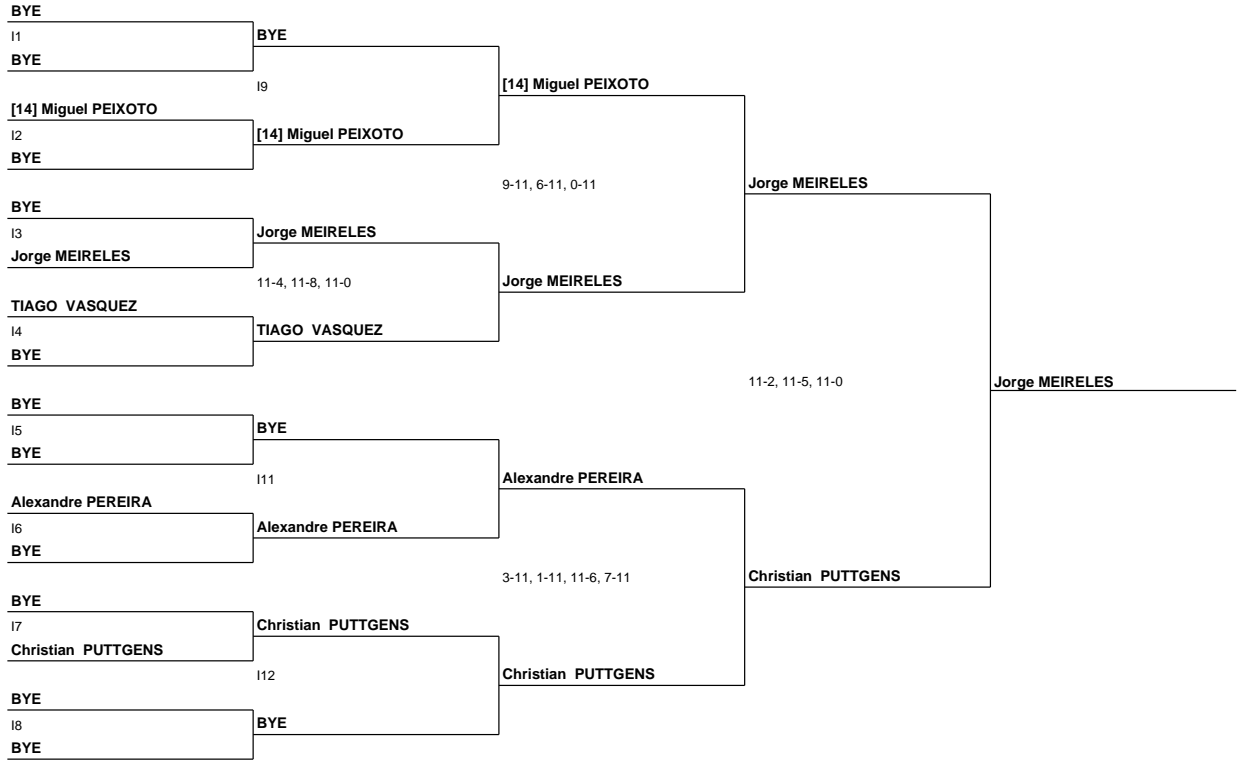 BYE
I1
BYE
BYE
I9
[14] Miguel PEIXOTO
[14] Miguel PEIXOTO
I2
[14] Miguel PEIXOTO
BYE
9-11, 6-11, 0-11
Jorge MEIRELES
BYE
I3
Jorge MEIRELES
Jorge MEIRELES
11-4, 11-8, 11-0
Jorge MEIRELES
TIAGO  VASQUEZ
I4
TIAGO  VASQUEZ
BYE
11-2, 11-5, 11-0
Jorge MEIRELES
BYE
I5
BYE
BYE
I11
Alexandre PEREIRA
Alexandre PEREIRA
I6
Alexandre PEREIRA
BYE
3-11, 1-11, 11-6, 7-11
Christian  PUTTGENS
BYE
I7
Christian  PUTTGENS
Christian  PUTTGENS
I12
Christian  PUTTGENS
BYE
I8
BYE
BYE